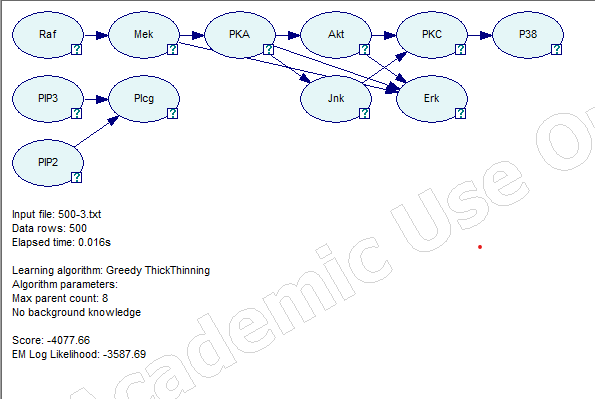 Raf Mek PKA Akt PKC P38
? ? ? ? ? ?
PIP3 Plcg Jnk Erk
? ? ? ?
PIP2
?
Input file: 500-3.txt
Data rows: 500
Elapsed time: 0.016s
Learning algorithm: Greedy ThickThinning
Algorithm parameters:
Max parent count: 8
No background knowledge
Score: -4077.66
EM Log Likelihood: -3587.69
Academic Use O